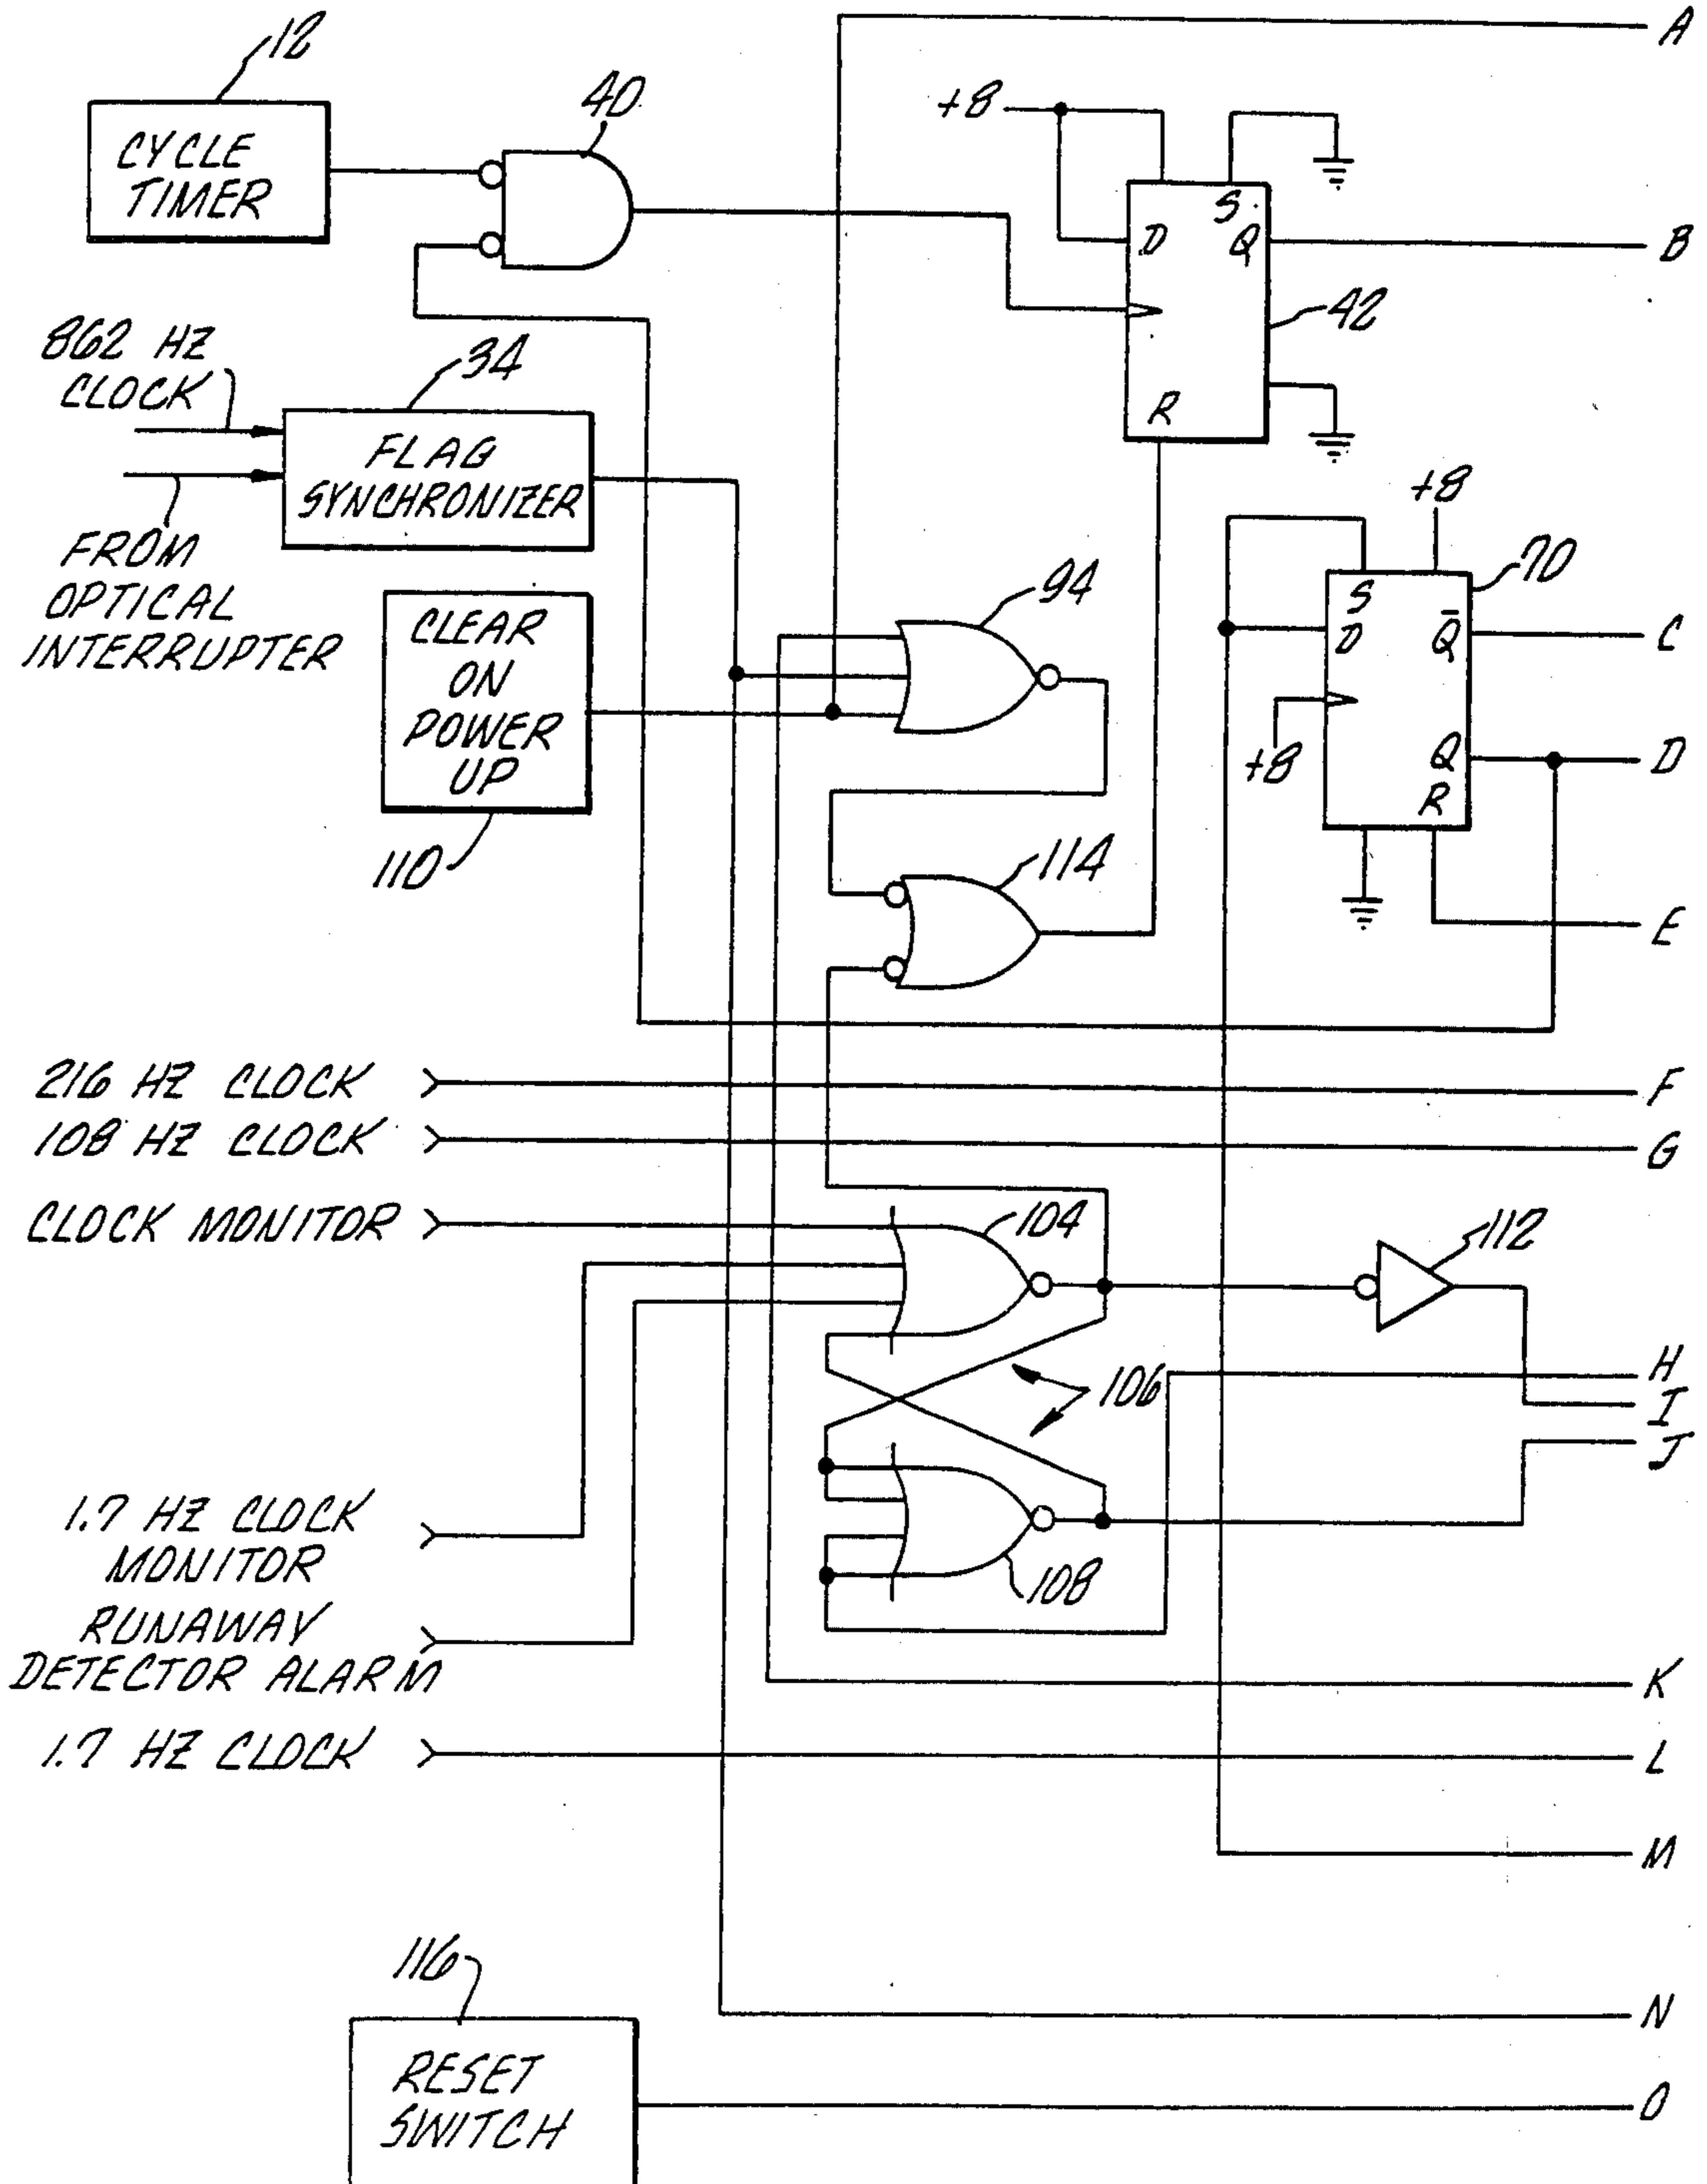 12
A
CYCLE
TIMER
40
+8
S
D
Q
B
42
R
862 HZ
CLOCK
34
FLAG
SYNCHRONIZER
FROM
OPTICAL
INTERRUPTER
+8
70
S
D
Q̄
C
+8
Q
D
R
E
CLEAR
ON
POWER
UP
110
94
114
216 HZ CLOCK
F
108 HZ CLOCK
G
CLOCK MONITOR
104
112
106
H
I
J
108
1.7 HZ CLOCK
MONITOR
RUNAWAY
DETECTOR ALARM
K
1.7 HZ CLOCK
L
M
N
116
RESET
SWITCH
O